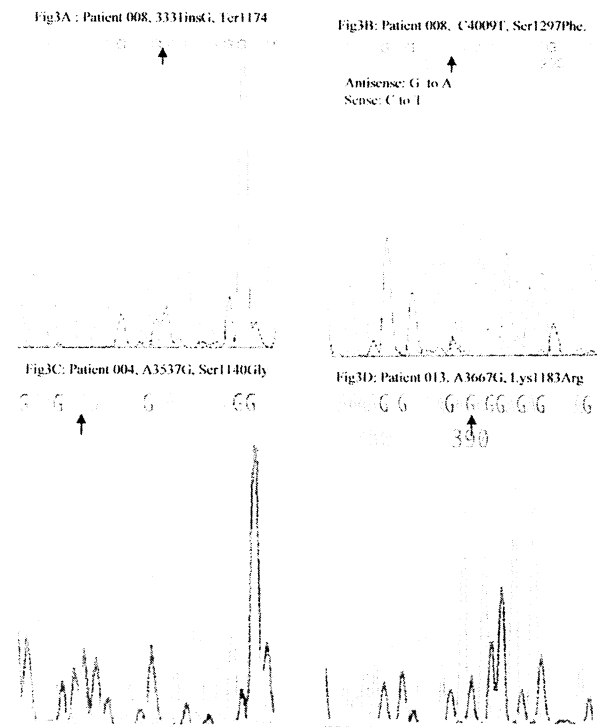 Fig3A : Patient 008, 3331insG, Ter1174
G GG
Fig3B: Patient 008, C4009T, Ser1297Phe.
G G G
Antisense: G to A
Sense: C to T
Fig3C: Patient 004, A3537G, Ser1140Gly
G G G GG
Fig3D: Patient 013, A3667G, Lys1183Arg
G G G G GG G G G
390